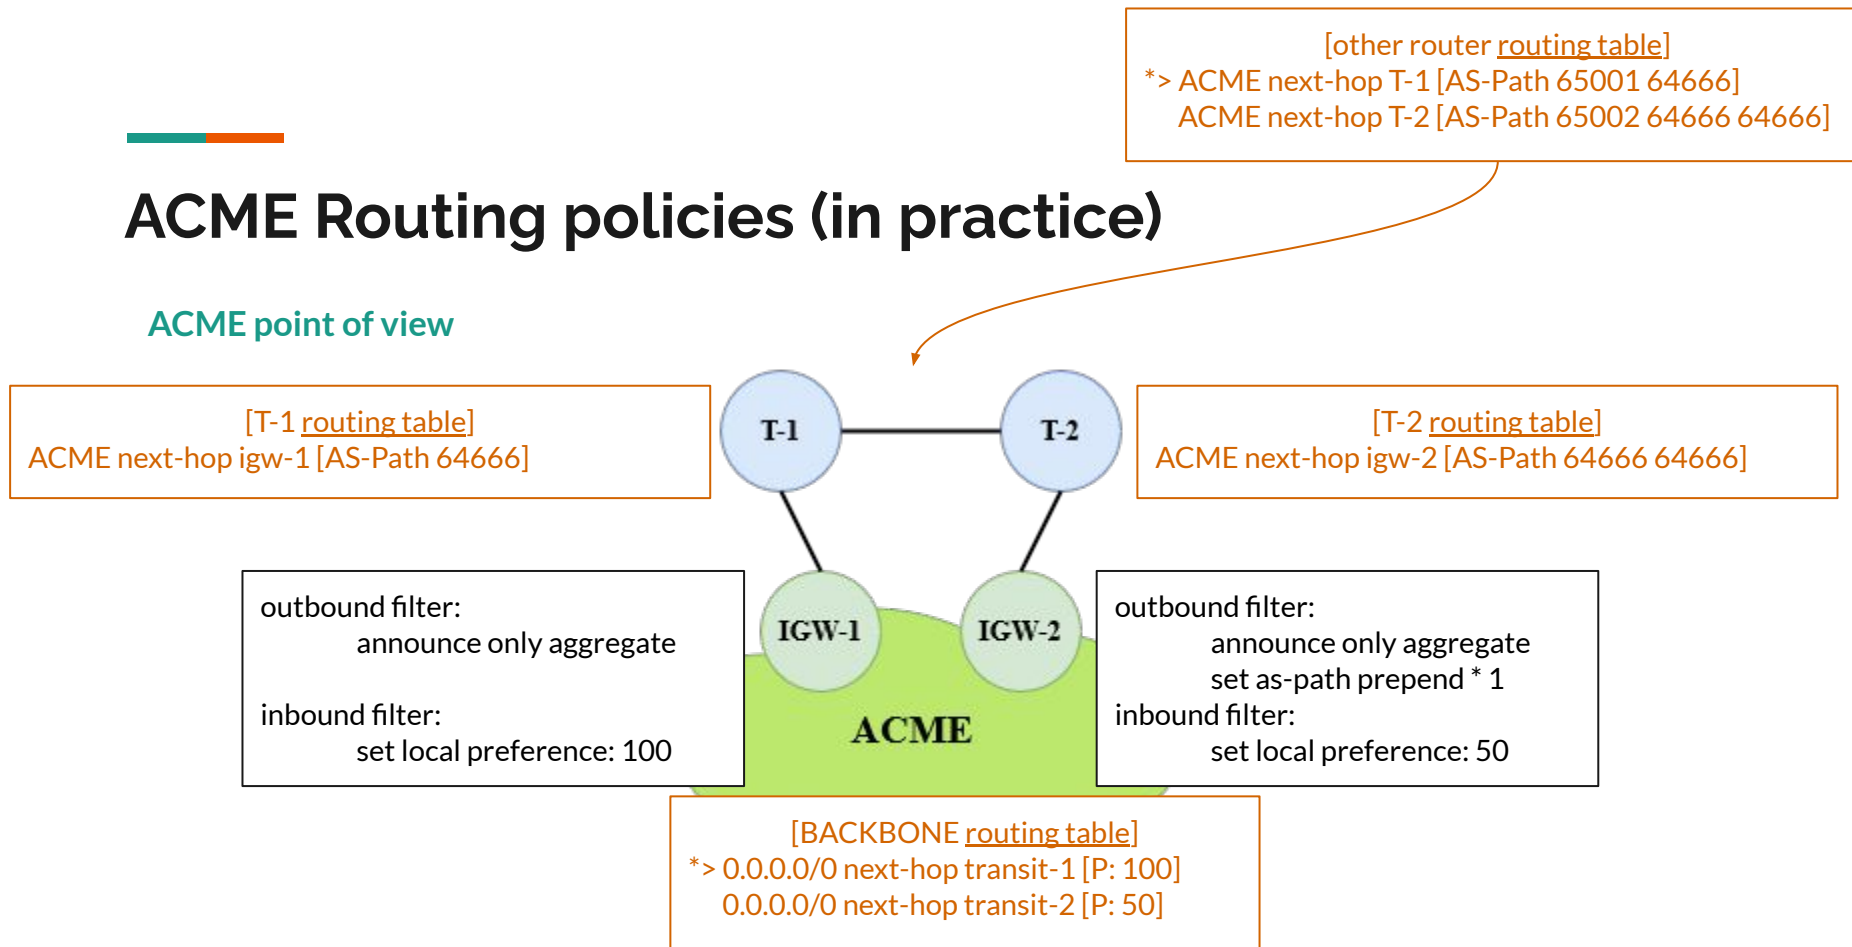 [other router routing table]
*> ACME next-hop T-1 [AS-Path 65001 64666]
ACME next-hop T-2 [AS-Path 65002 64666 64666]
ACME Routing policies (in practice)
ACME point of view
[T-1 routing table]
ACME next-hop igw-1 [AS-Path 64666]
T-1
T-2
[T-2 routing table]
ACME next-hop igw-2 [AS-Path 64666 64666]
outbound filter:
announce only aggregate
inbound filter:
set local preference: 100
IGW-1
IGW-2
ACME
outbound filter:
announce only aggregate
set as-path prepend * 1
inbound filter:
set local preference: 50
[BACKBONE routing table]
*> 0.0.0.0/0 next-hop transit-1 [P: 100]
0.0.0.0/0 next-hop transit-2 [P: 50]